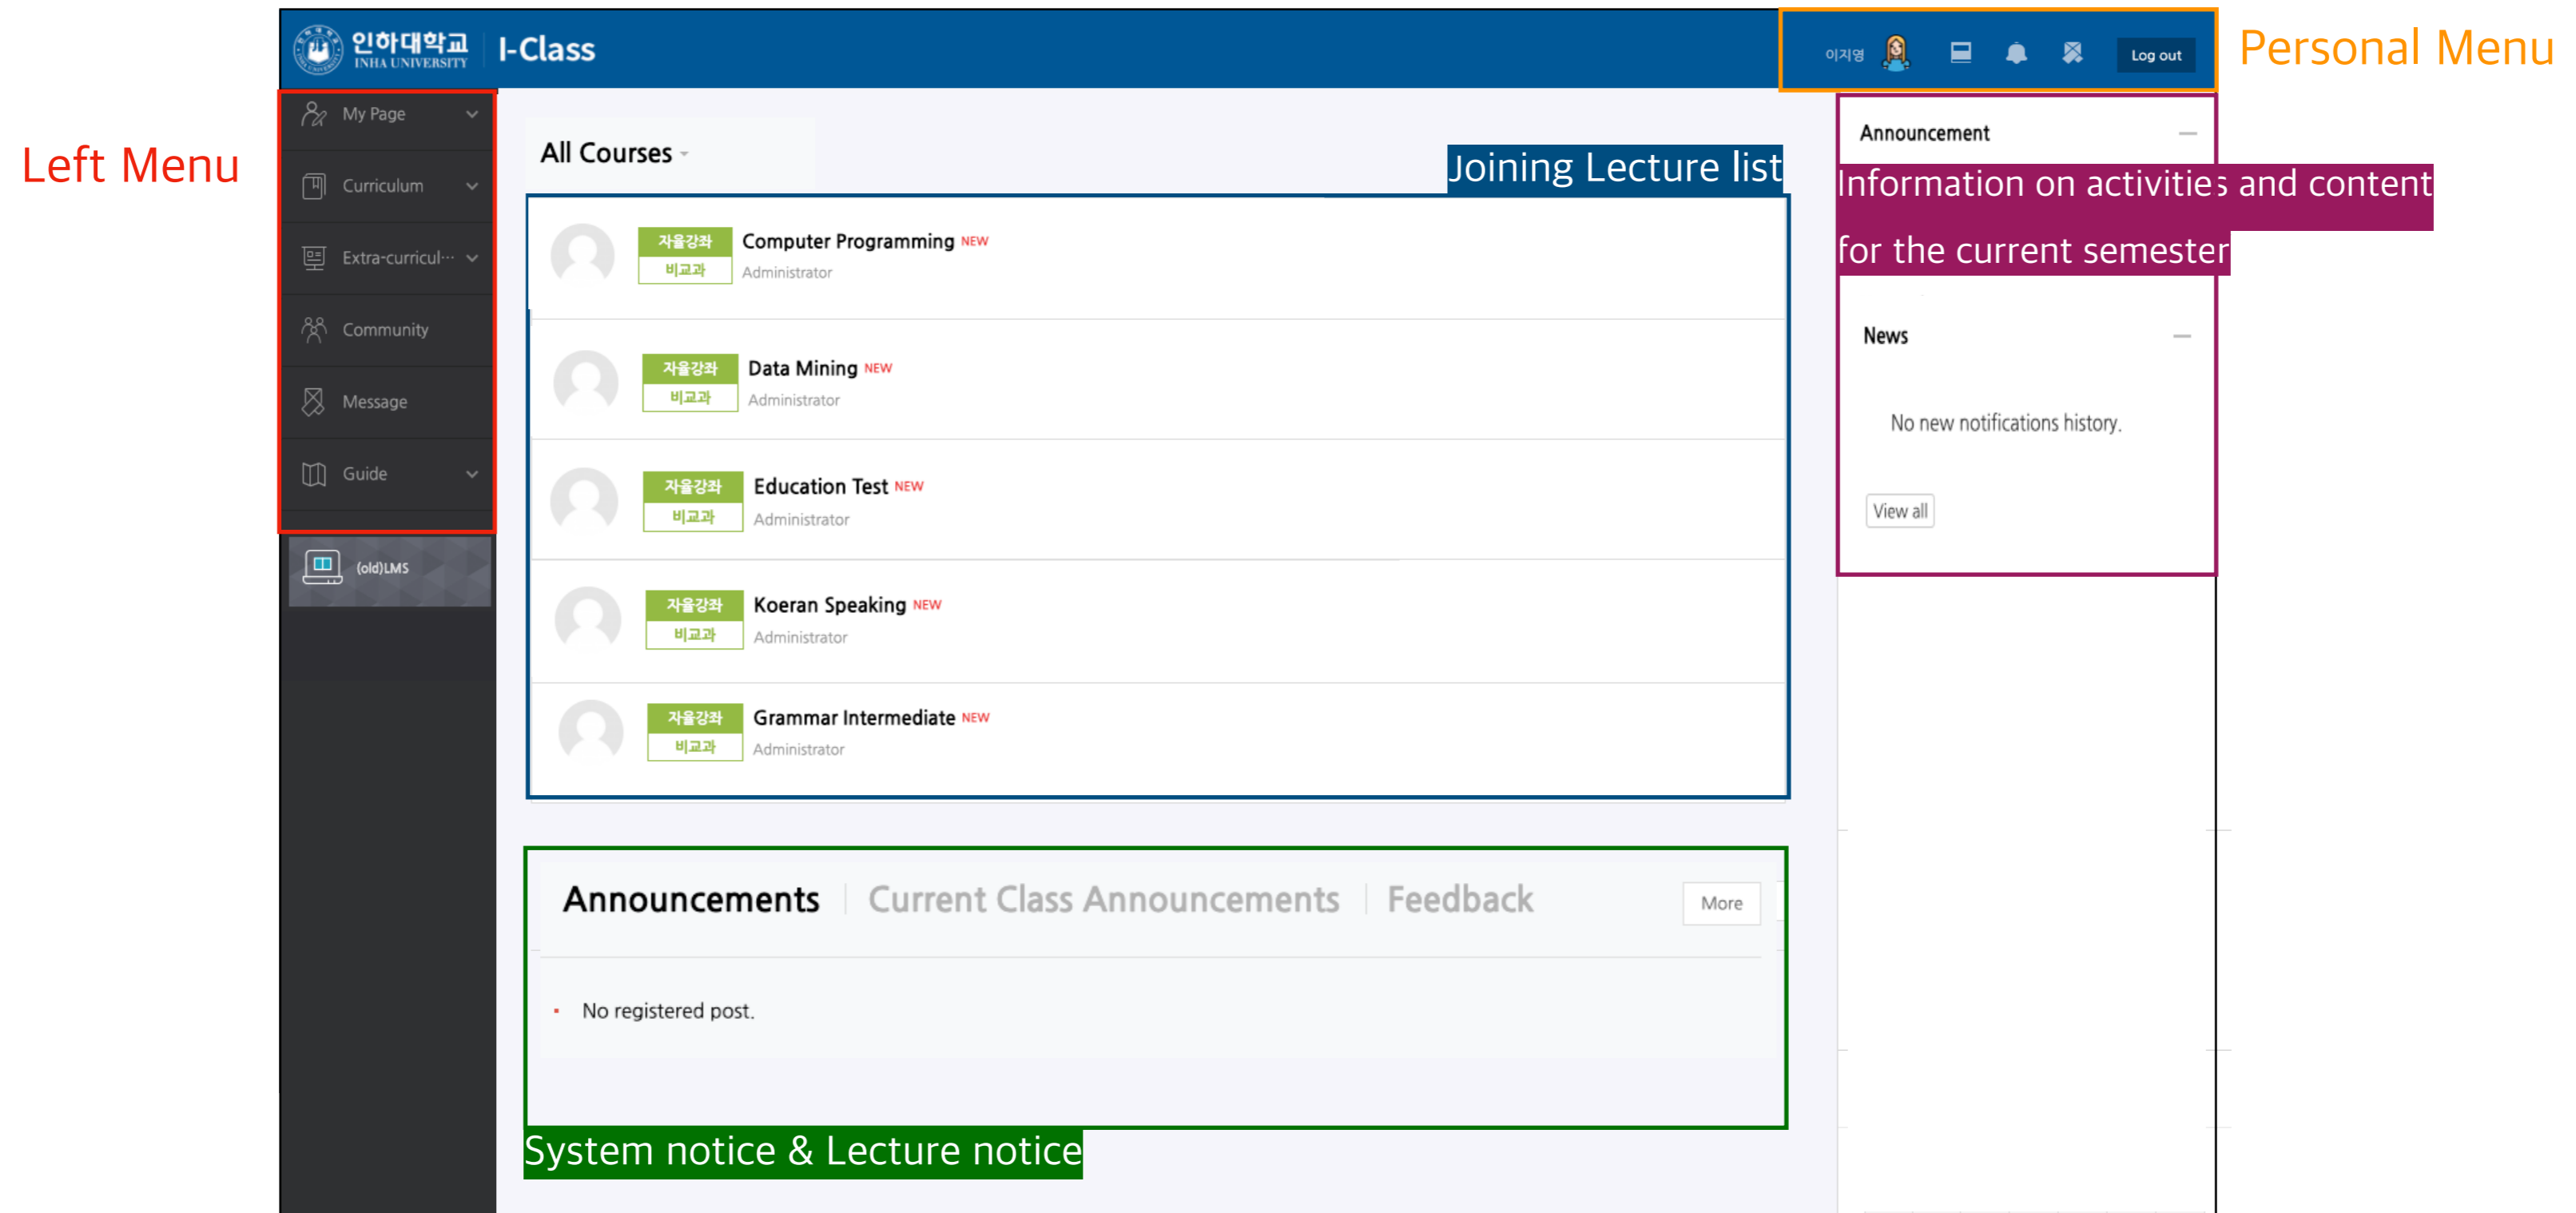 인하대학교
INHA UNIVERSITY
I-Class
이지영
Log out
Personal Menu
Left Menu
My Page
Curriculum
Extra-curricul···
Community
Message
Guide
(old)LMS
All Courses
Joining Lecture list
자율강좌
비교과
Computer Programming NEW
Administrator
자율강좌
비교과
Data Mining NEW
Administrator
자율강좌
비교과
Education Test NEW
Administrator
자율강좌
비교과
Koeran Speaking NEW
Administrator
자율강좌
비교과
Grammar Intermediate NEW
Administrator
Announcement
Information on activities and content
for the current semester
News
No new notifications history.
View all
Announcements
Current Class Announcements
Feedback
More
No registered post.
System notice & Lecture notice